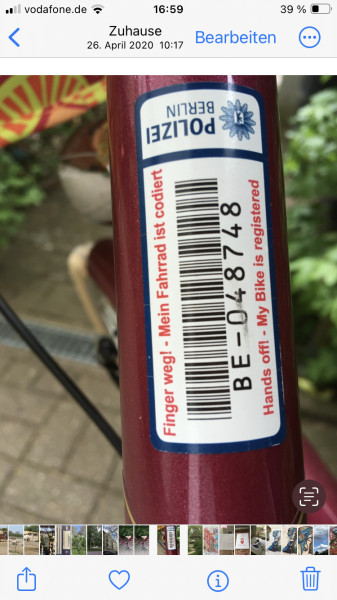 vodafone.de
16:59
39 %
Zuhause
26. April 2020 10:17
Bearbeiten
POLIZEI
BERLIN
Finger weg! - Mein Fahrrad ist codiert
BE-048748
Hands off! - My Bike is registered